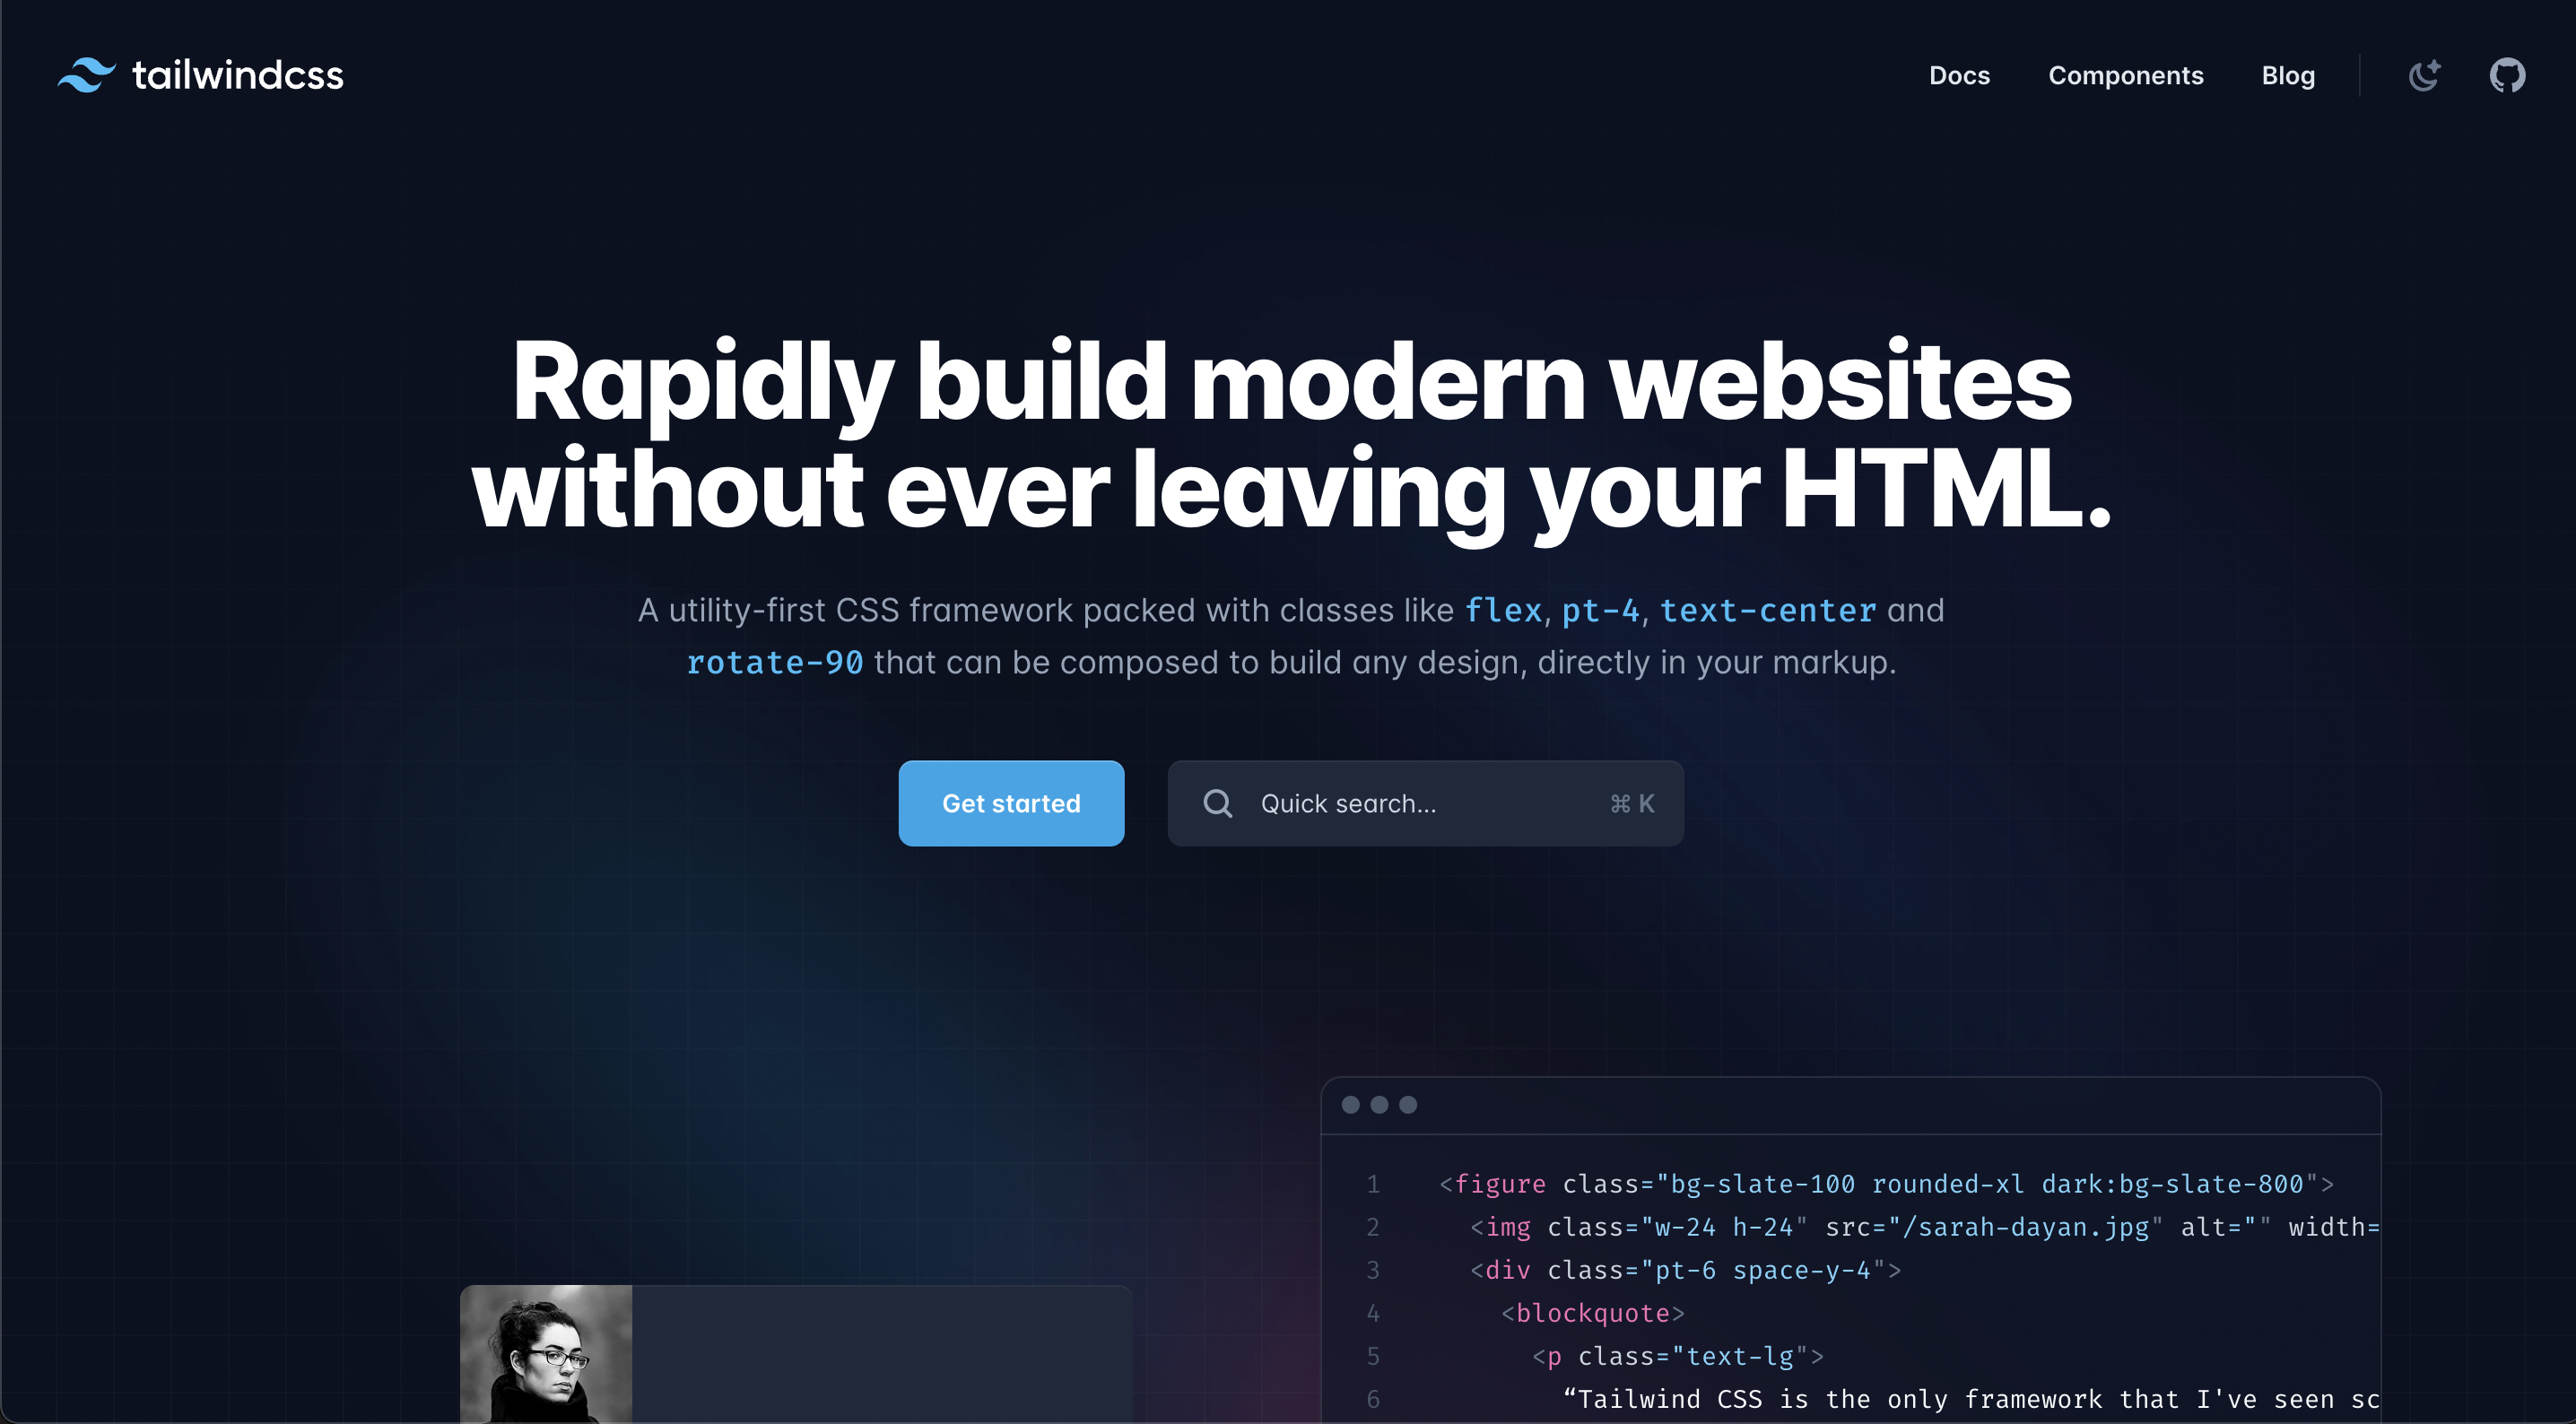 tailwindcss
Docs Components Blog
Rapidly build modern websites
without ever leaving your HTML.
A utility-first CSS framework packed with classes like flex, pt-4, text-center and
rotate-90 that can be composed to build any design, directly in your markup.
Get started
Quick search... ⌘ K
1 <figure class="bg-slate-100 rounded-xl dark:bg-slate-800">
2 <img class="w-24 h-24" src="/sarah-dayan.jpg" alt="" width=
3 <div class="pt-6 space-y-4">
4 <blockquote>
5 <p class="text-lg">
6 “Tailwind CSS is the only framework that I've seen sc